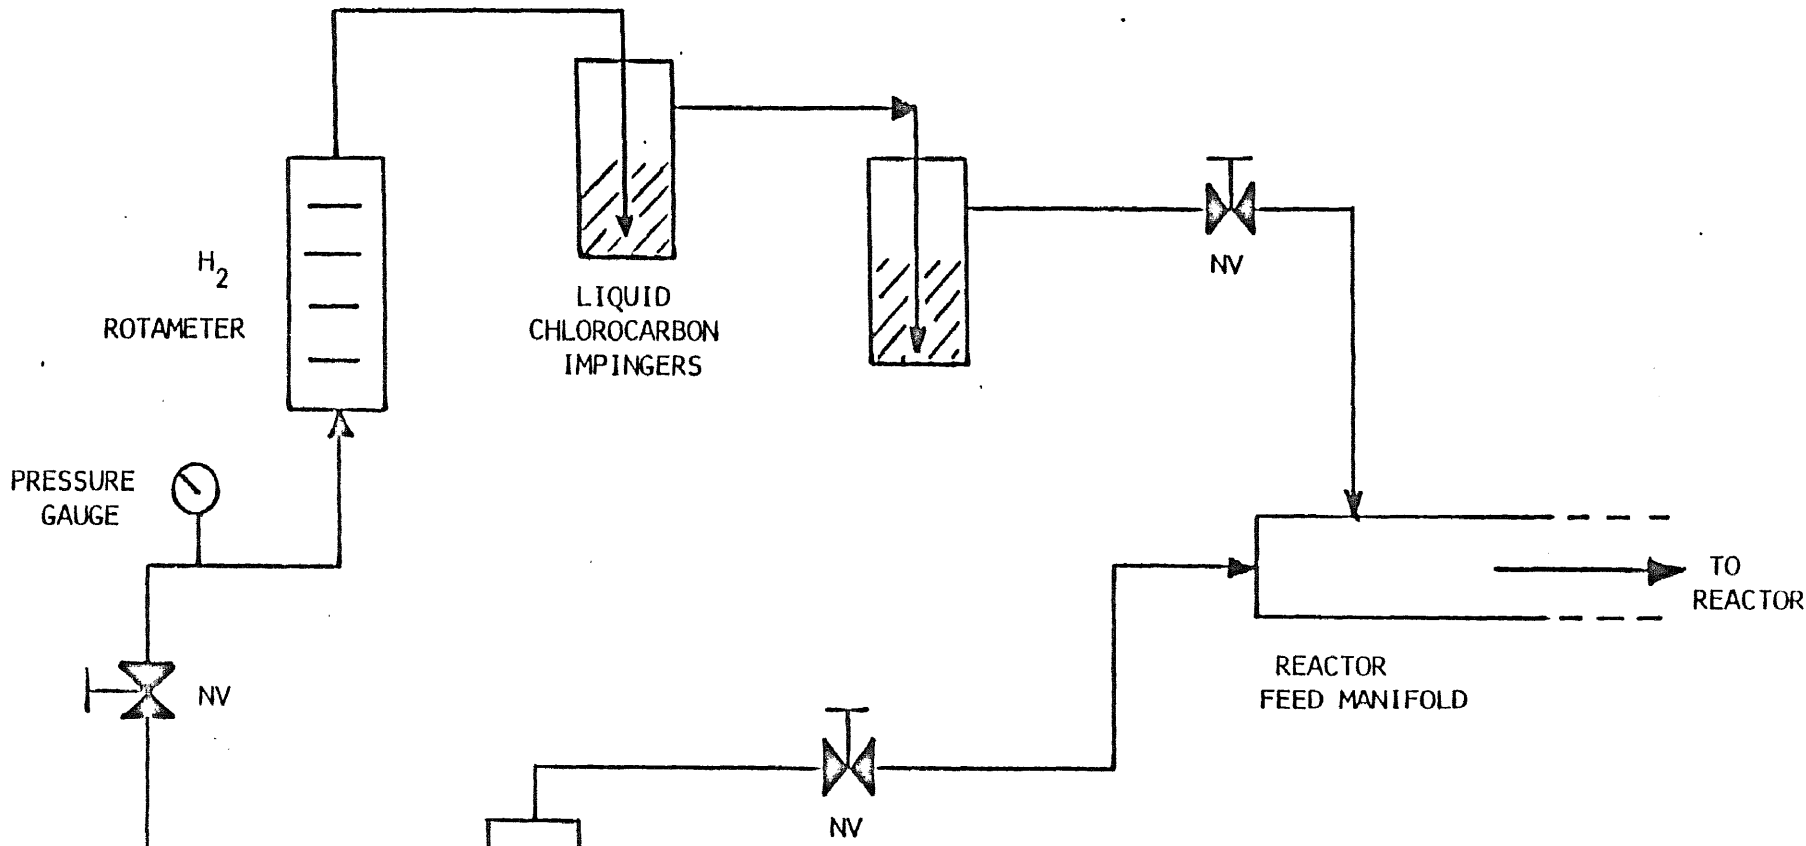 H2
ROTAMETER
LIQUID
CHLOROCARBON
IMPINGERS
NV
PRESSURE
GAUGE
TO
REACTOR
REACTOR
FEED MANIFOLD
NV
NV